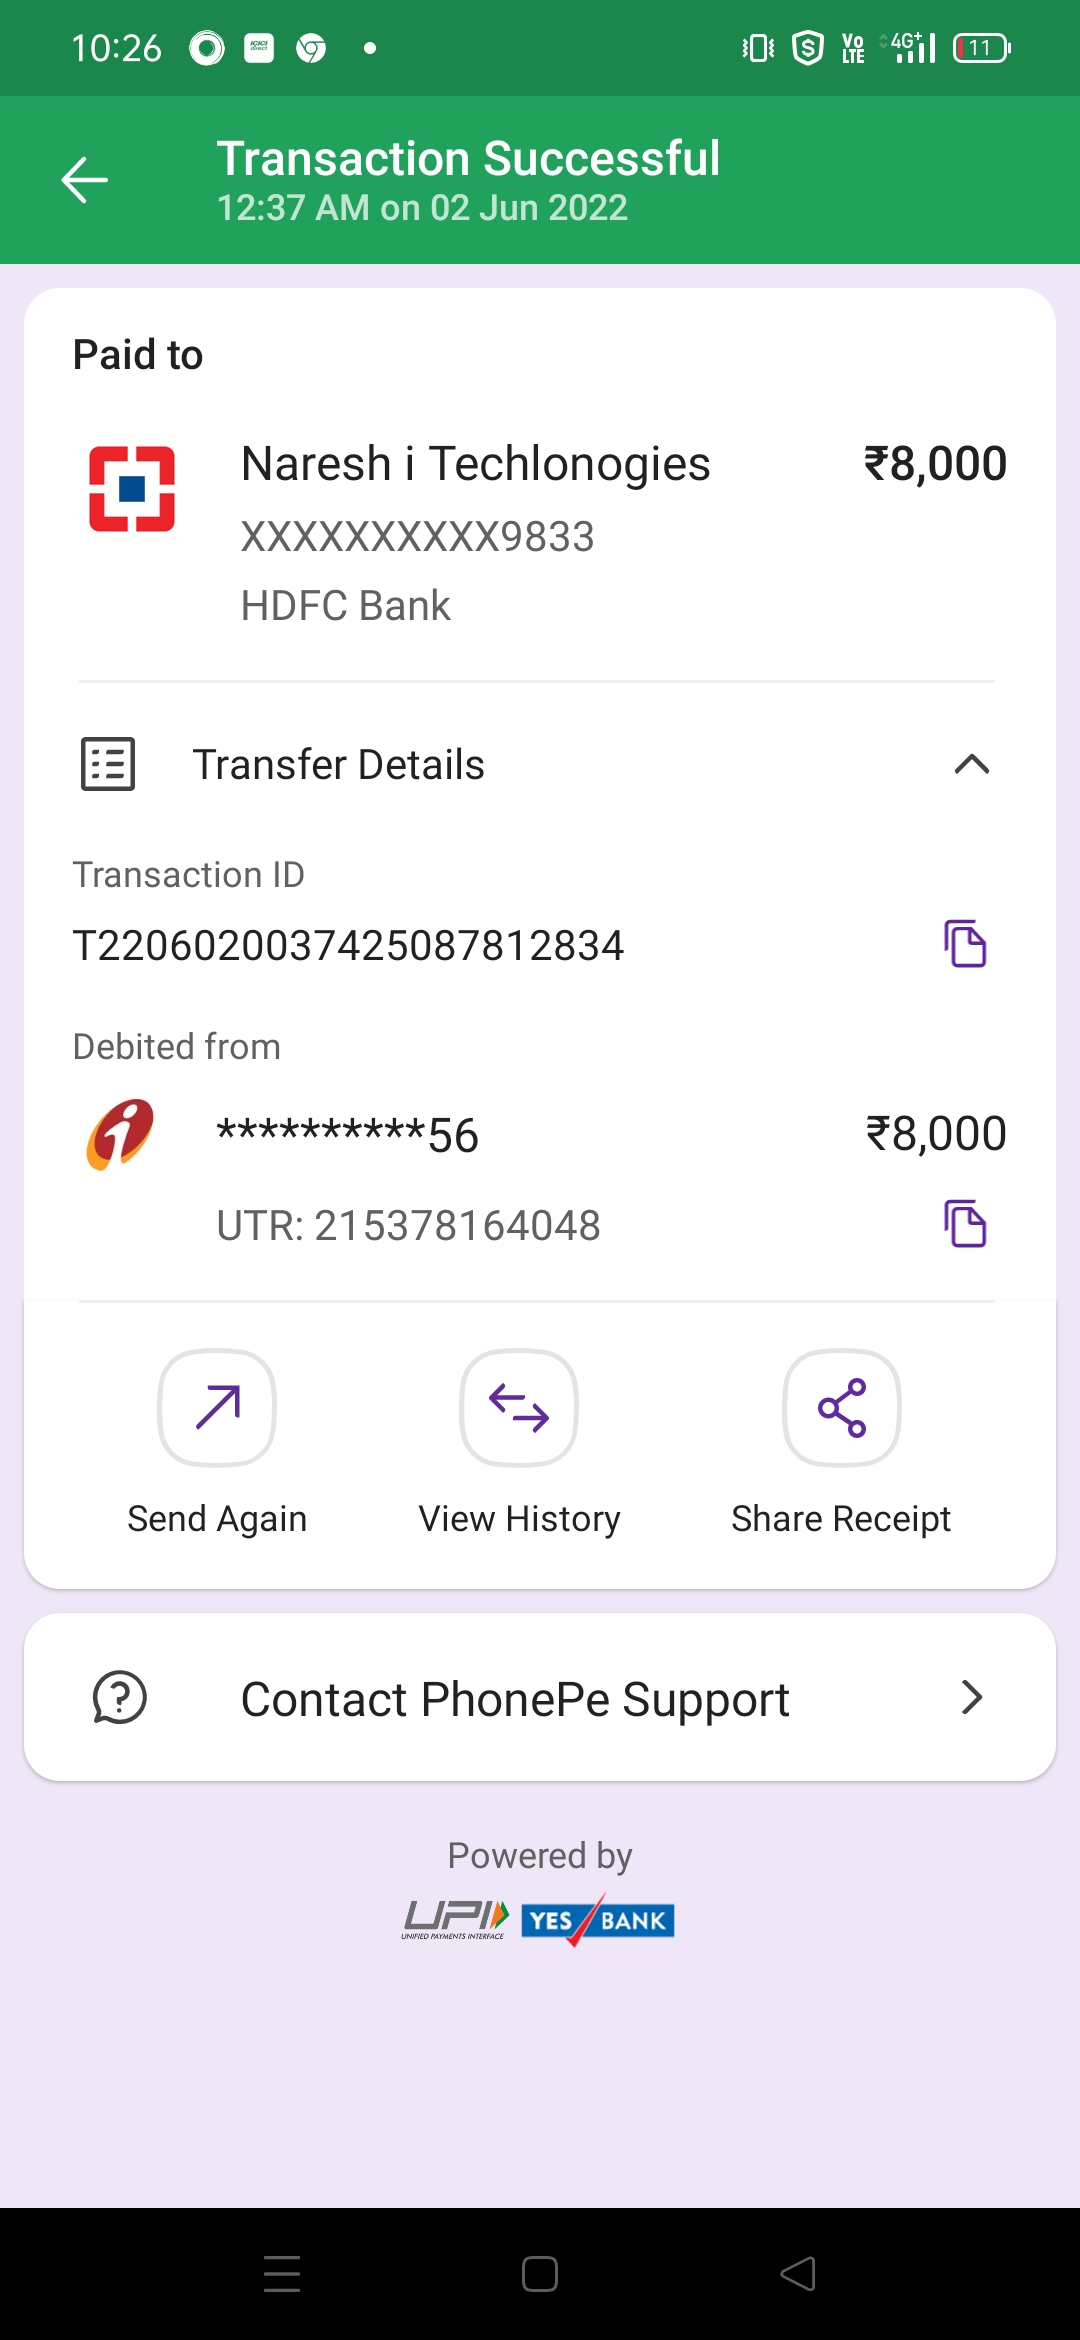 10:26
ICICI direct
Vo LTE 4G+ 11
Transaction Successful
12:37 AM on 02 Jun 2022
Paid to
Naresh i Techlonogies ₹8,000
XXXXXXXXXX9833
HDFC Bank
Transfer Details
Transaction ID
T2206020037425087812834
Debited from
**********56 ₹8,000
UTR: 215378164048
Send Again View History Share Receipt
Contact PhonePe Support
Powered by
UPI YES BANK
UNIFIED PAYMENTS INTERFACE